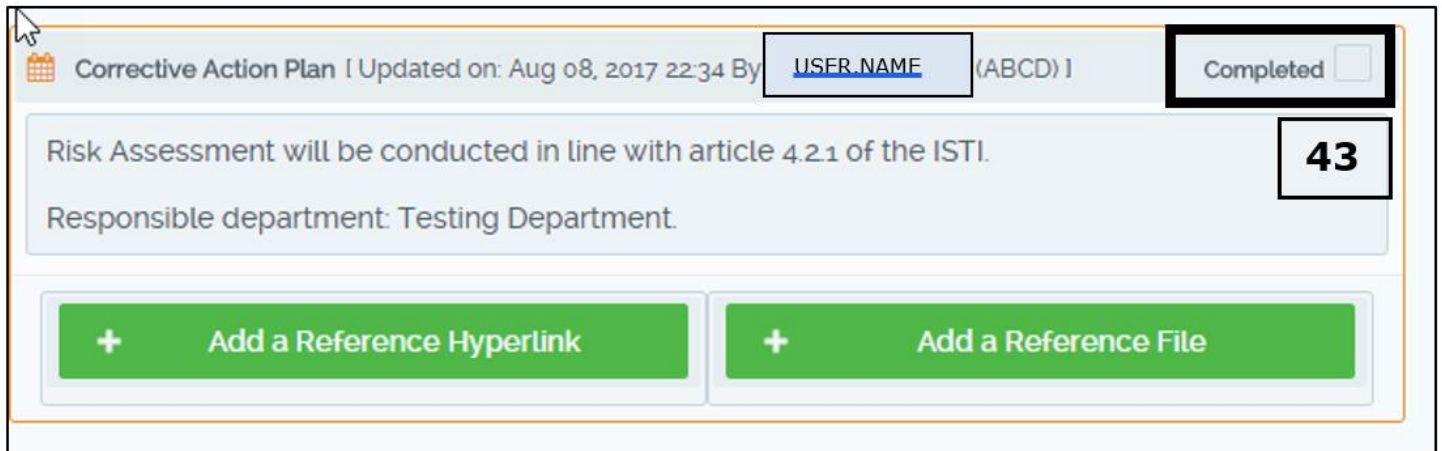 Corrective Action Plan [ Updated on: Aug 08, 2017 22:34 By USER.NAME (ABCD) ] Completed
Risk Assessment will be conducted in line with article 4.2.1 of the ISTI.
43
Responsible department: Testing Department.
+ Add a Reference Hyperlink + Add a Reference File